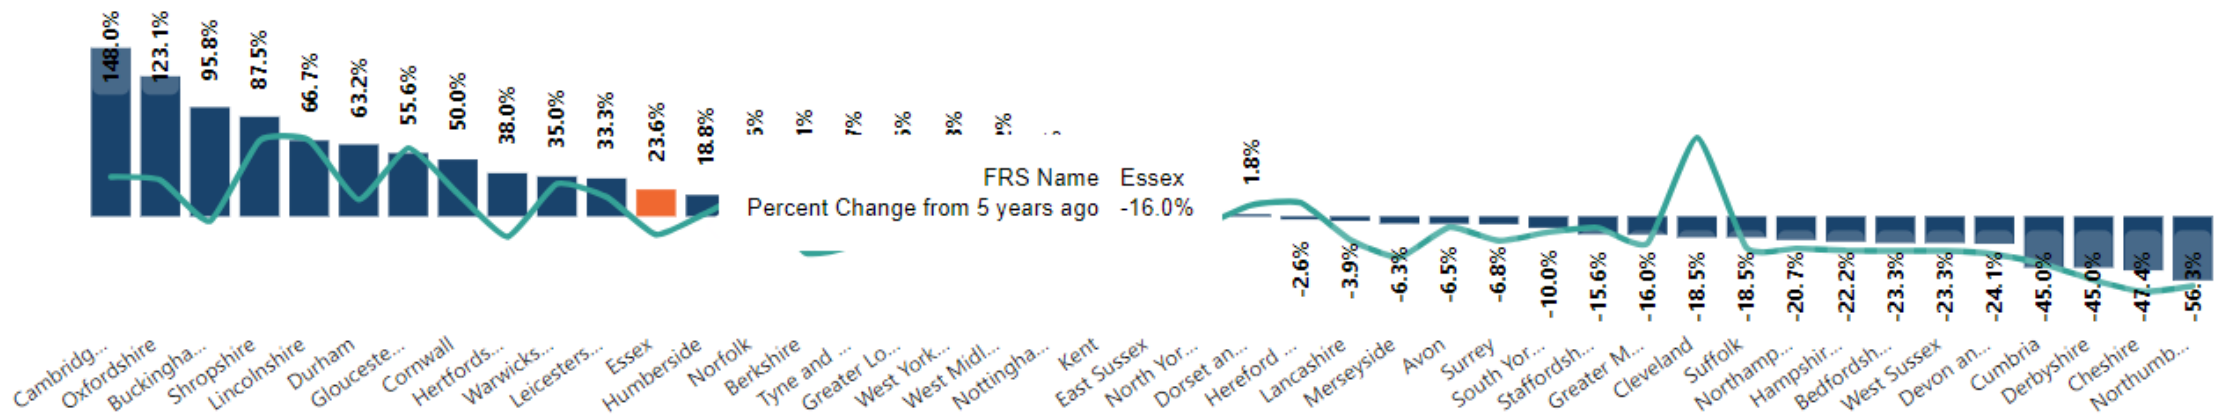 148.0%
123.1%
95.8%
87.5%
66.7%
63.2%
55.6%
50.0%
38.0%
35.0%
33.3%
23.6%
18.8%
1.8%
-2.6%
-3.9%
-6.3%
-6.5%
-6.8%
-10.0%
-15.6%
-16.0%
-18.5%
-18.5%
-20.7%
-22.2%
-23.3%
-23.3%
-24.1%
-45.0%
-45.0%
-47.4%
-56.3%
FRS Name Essex
Percent Change from 5 years ago -16.0%
Cambridg...
Oxfordshire
Buckingha...
Shropshire
Lincolnshire
Durham
Glouceste...
Cornwall
Hertfords...
Warwicks...
Leicesters...
Essex
Humberside
Norfolk
Berkshire
Tyne and ...
Greater Lo...
West York...
West Midl...
Nottingha...
Kent
East Sussex
North Yor...
Dorset an...
Hereford ...
Lancashire
Merseyside
Avon
Surrey
South Yor...
Staffordsh...
Greater M...
Cleveland
Suffolk
Northamp...
Hampshir...
Bedfordsh...
West Sussex
Devon an...
Cumbria
Derbyshire
Cheshire
Northumb...